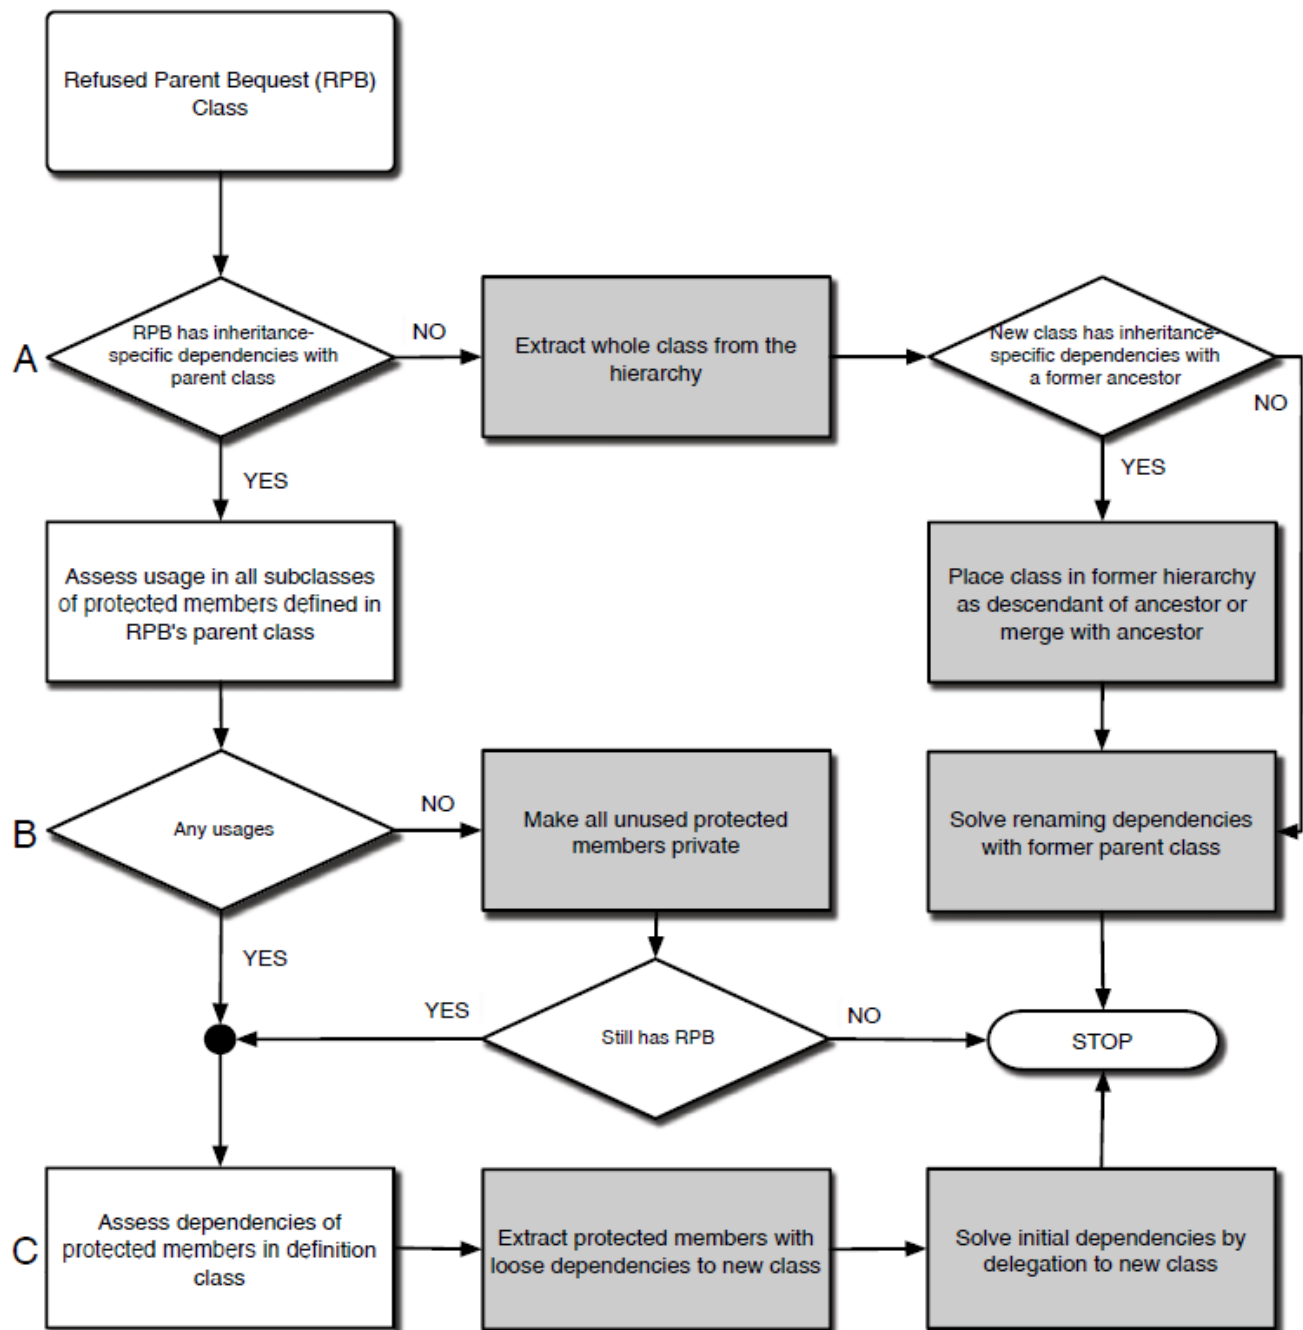 Refused Parent Bequest (RPB)
Class
A
RPB has inheritance-
specific dependencies with
parent class
NO
Extract whole class from the
hierarchy
New class has inheritance-
specific dependencies with
a former ancestor
NO
YES
YES
Assess usage in all subclasses
of protected members defined in
RPB's parent class
Place class in former hierarchy
as descendant of ancestor or
merge with ancestor
B
Any usages
NO
Make all unused protected
members private
Solve renaming dependencies
with former parent class
YES
YES
Still has RPB
NO
STOP
C
Assess dependencies of
protected members in definition
class
Extract protected members with
loose dependencies to new class
Solve initial dependencies by
delegation to new class